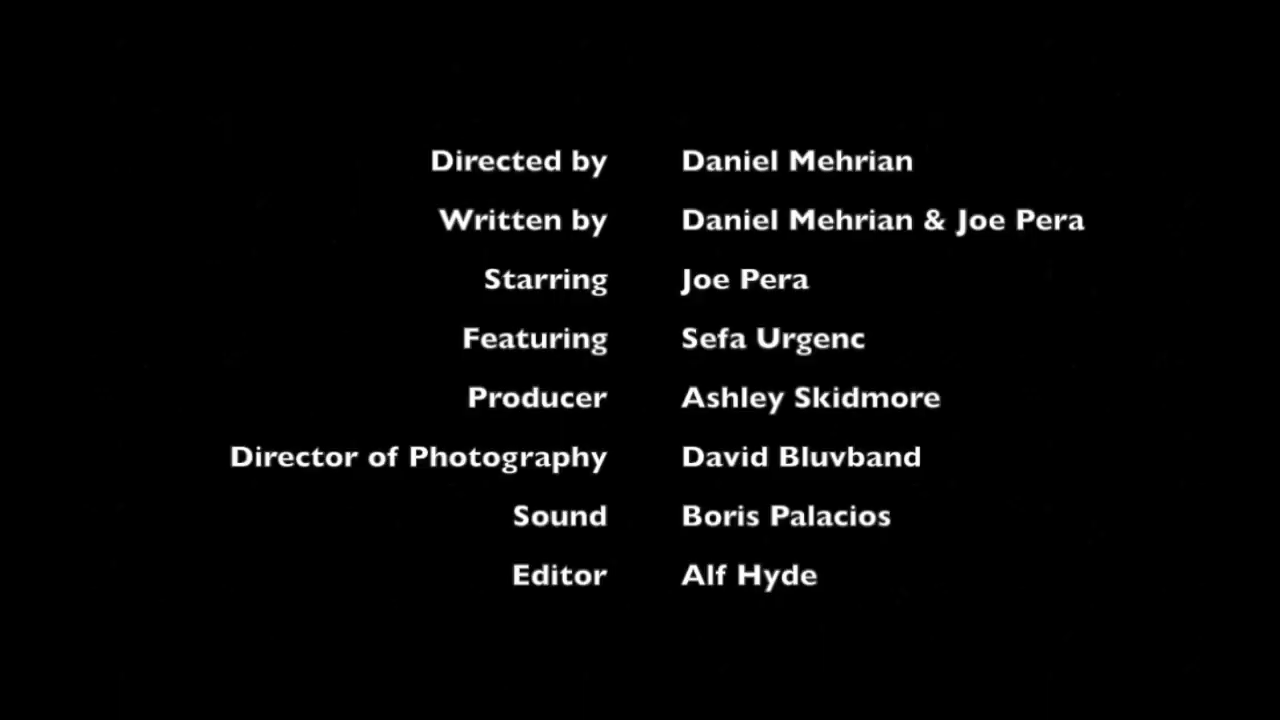 Directed by Daniel Mehrian
Written by Daniel Mehrian & Joe Pera
Starring Joe Pera
Featuring Sefa Urgenc
Producer Ashley Skidmore
Director of Photography David Bluvband
Sound Boris Palacios
Editor Alf Hyde